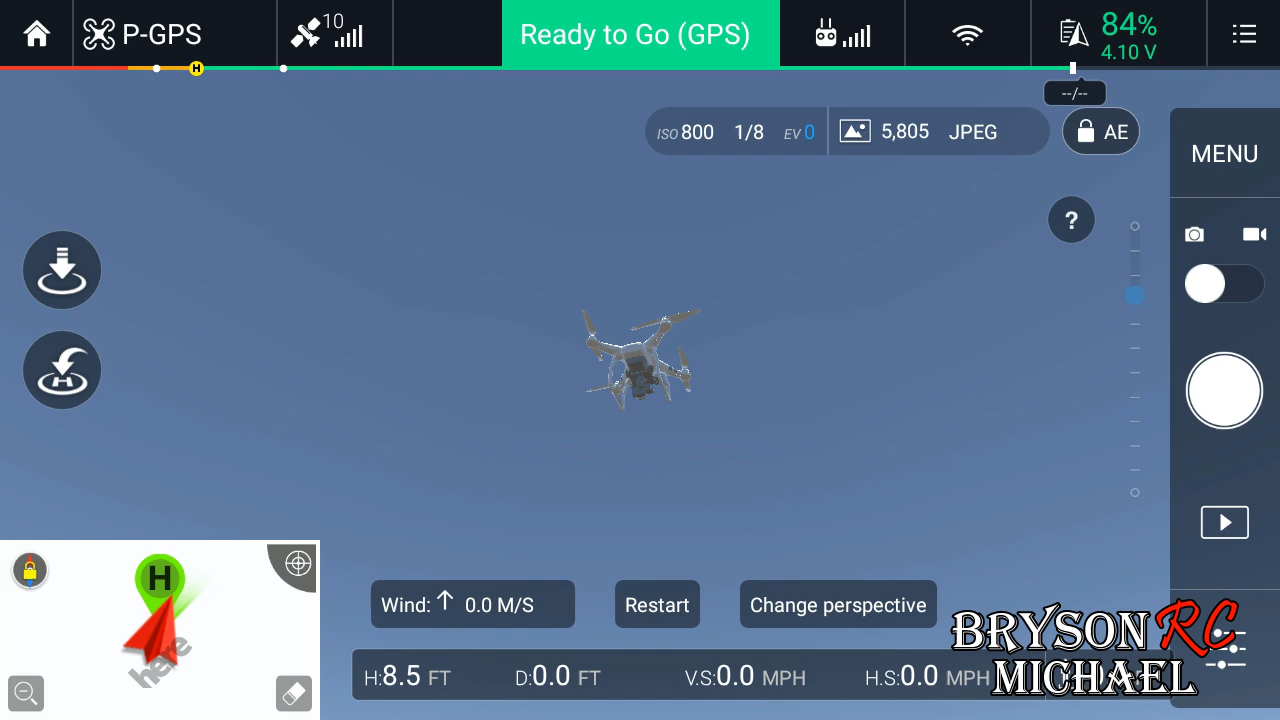 P-GPS
10
Ready to Go (GPS)
84%
4.10 V
H
--/--
ISO 800 1/8 EV 0 5,805 JPEG
AE
MENU
?
H
H
here
Wind: ↑ 0.0 M/S
Restart
Change perspective
H: 8.5 FT D: 0.0 FT V.S: 0.0 MPH H.S: 0.0 MPH
BRYSON RC
MICHAEL